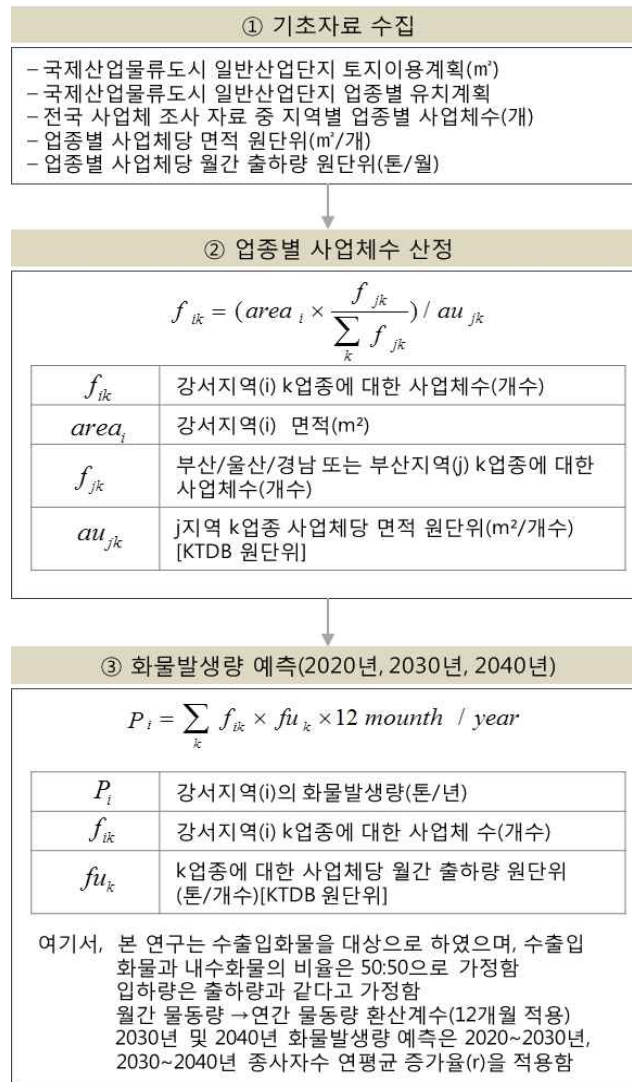 ① 기초자료 수집
– 국제산업물류도시 일반산업단지 토지이용계획(㎡)
– 국제산업물류도시 일반산업단지 업종별 유치계획
– 전국 사업체 조사 자료 중 지역별 업종별 사업체수(개)
– 업종별 사업체당 면적 원단위(㎡/개)
– 업종별 사업체당 월간 출하량 원단위(톤/월)
② 업종별 사업체수 산정
f ik = (area i × f jk / ∑ k f jk) / au jk
f ik 강서지역(i) k업종에 대한 사업체수(개수)
area i 강서지역(i) 면적(m²)
f jk 부산/울산/경남 또는 부산지역(j) k업종에 대한
사업체수(개수)
au jk j지역 k업종 사업체당 면적 원단위(m²/개수)
[KTDB 원단위]
③ 화물발생량 예측(2020년, 2030년, 2040년)
P i = ∑ k f ik × fu k ×12 mounth / year
P i 강서지역(i)의 화물발생량(톤/년)
f ik 강서지역(i) k업종에 대한 사업체 수(개수)
fu k k업종에 대한 사업체당 월간 출하량 원단위
(톤/개수)[KTDB 원단위]
여기서, 본 연구는 수출입화물을 대상으로 하였으며, 수출입
화물과 내수화물의 비율은 50:50으로 가정함
입하량은 출하량과 같다고 가정함
월간 물동량 →연간 물동량 환산계수(12개월 적용)
2030년 및 2040년 화물발생량 예측은 2020~2030년,
2030~2040년 종사자수 연평균 증가율(r)을 적용함